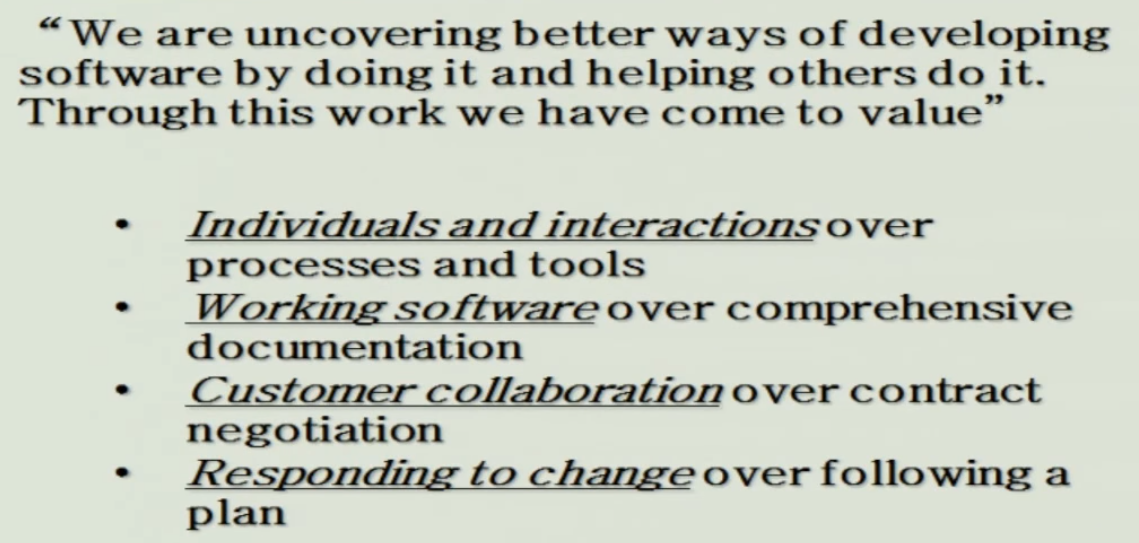 “We are uncovering better ways of developing
software by doing it and helping others do it.
Through this work we have come to value”
• Individuals and interactions over
processes and tools
• Working software over comprehensive
documentation
• Customer collaboration over contract
negotiation
• Responding to change over following a
plan